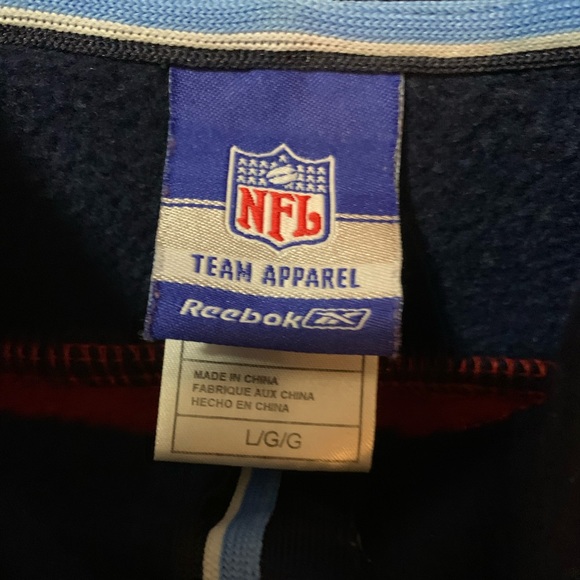 NFL
TEAM APPAREL
Reebok
MADE IN CHINA
FABRIQUE AUX CHINA
HECHO EN CHINA
L/G/G